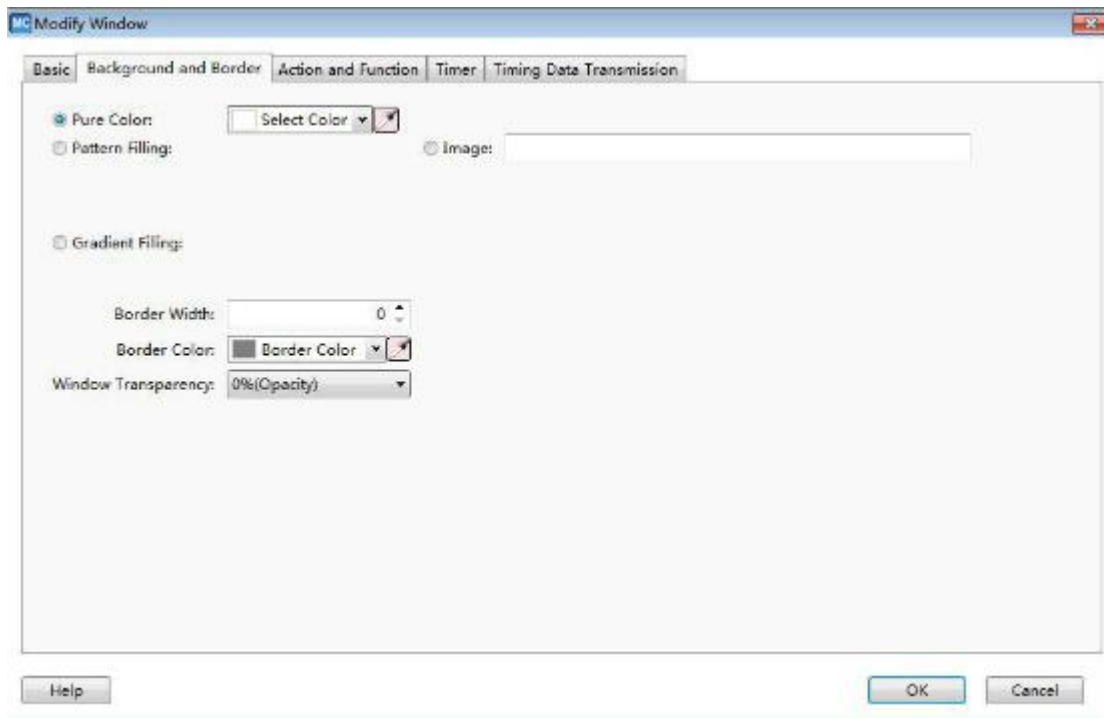 MC Modify Window
Basic Background and Border Action and Function Timer Timing Data Transmission
Pure Color: Select Color
Pattern Filling: Image:
Gradient Filling:
Border Width: 0
Border Color: Border Color
Window Transparency: 0%(Opacity)
Help OK Cancel